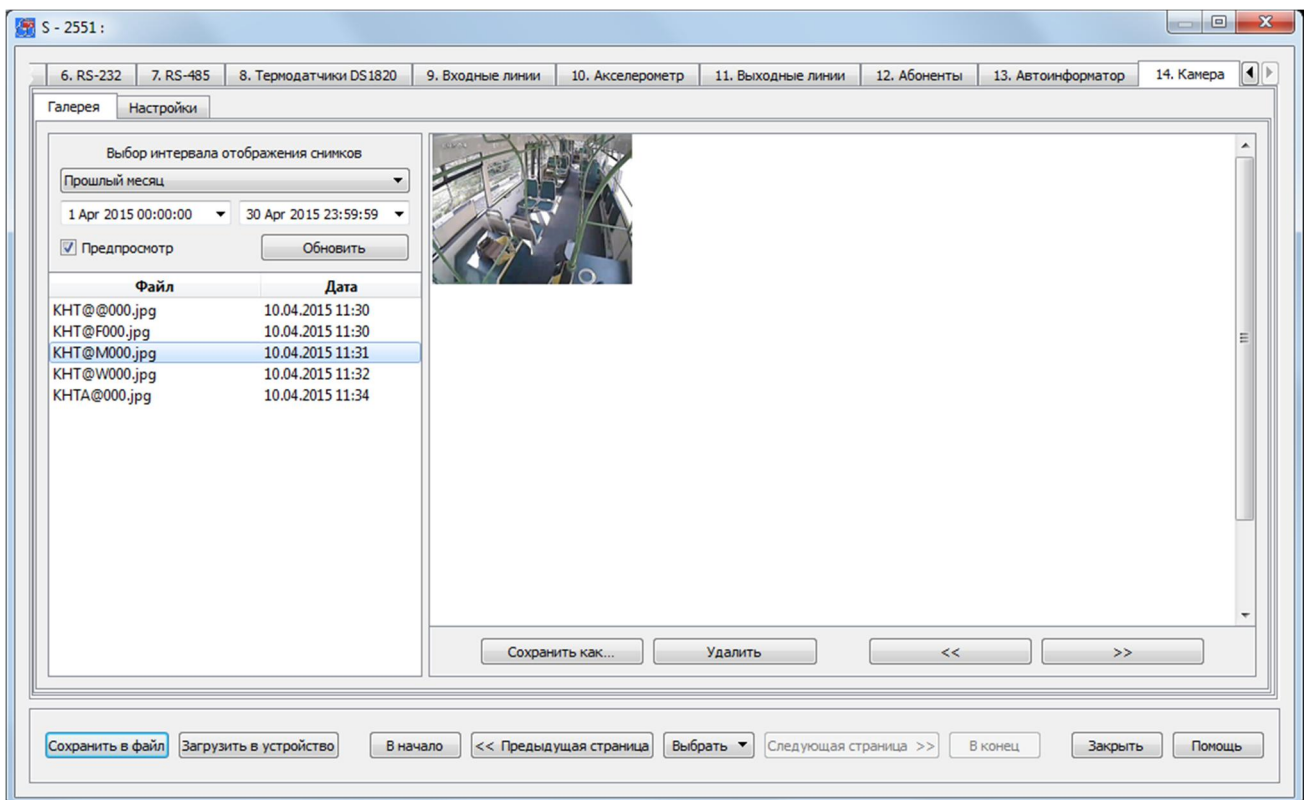 S - 2551 :
6. RS-232 7. RS-485 8. Термодатчики DS1820 9. Входные линии 10. Акселерометр 11. Выходные линии 12. Абоненты 13. Автоинформатор 14. Камера
Галерея Настройки
Выбор интервала отображения снимков
Прошлый месяц
1 Apr 2015 00:00:00 30 Apr 2015 23:59:59
Предпросмотр Обновить
Файл Дата
KHT@@000.jpg 10.04.2015 11:30
KHT@F000.jpg 10.04.2015 11:30
KHT@M000.jpg 10.04.2015 11:31
KHT@W000.jpg 10.04.2015 11:32
KHTA@000.jpg 10.04.2015 11:34
Сохранить как... Удалить << >>
Сохранить в файл Загрузить в устройство В начало << Предыдущая страница Выбрать Следующая страница >> В конец Закрыть Помощь